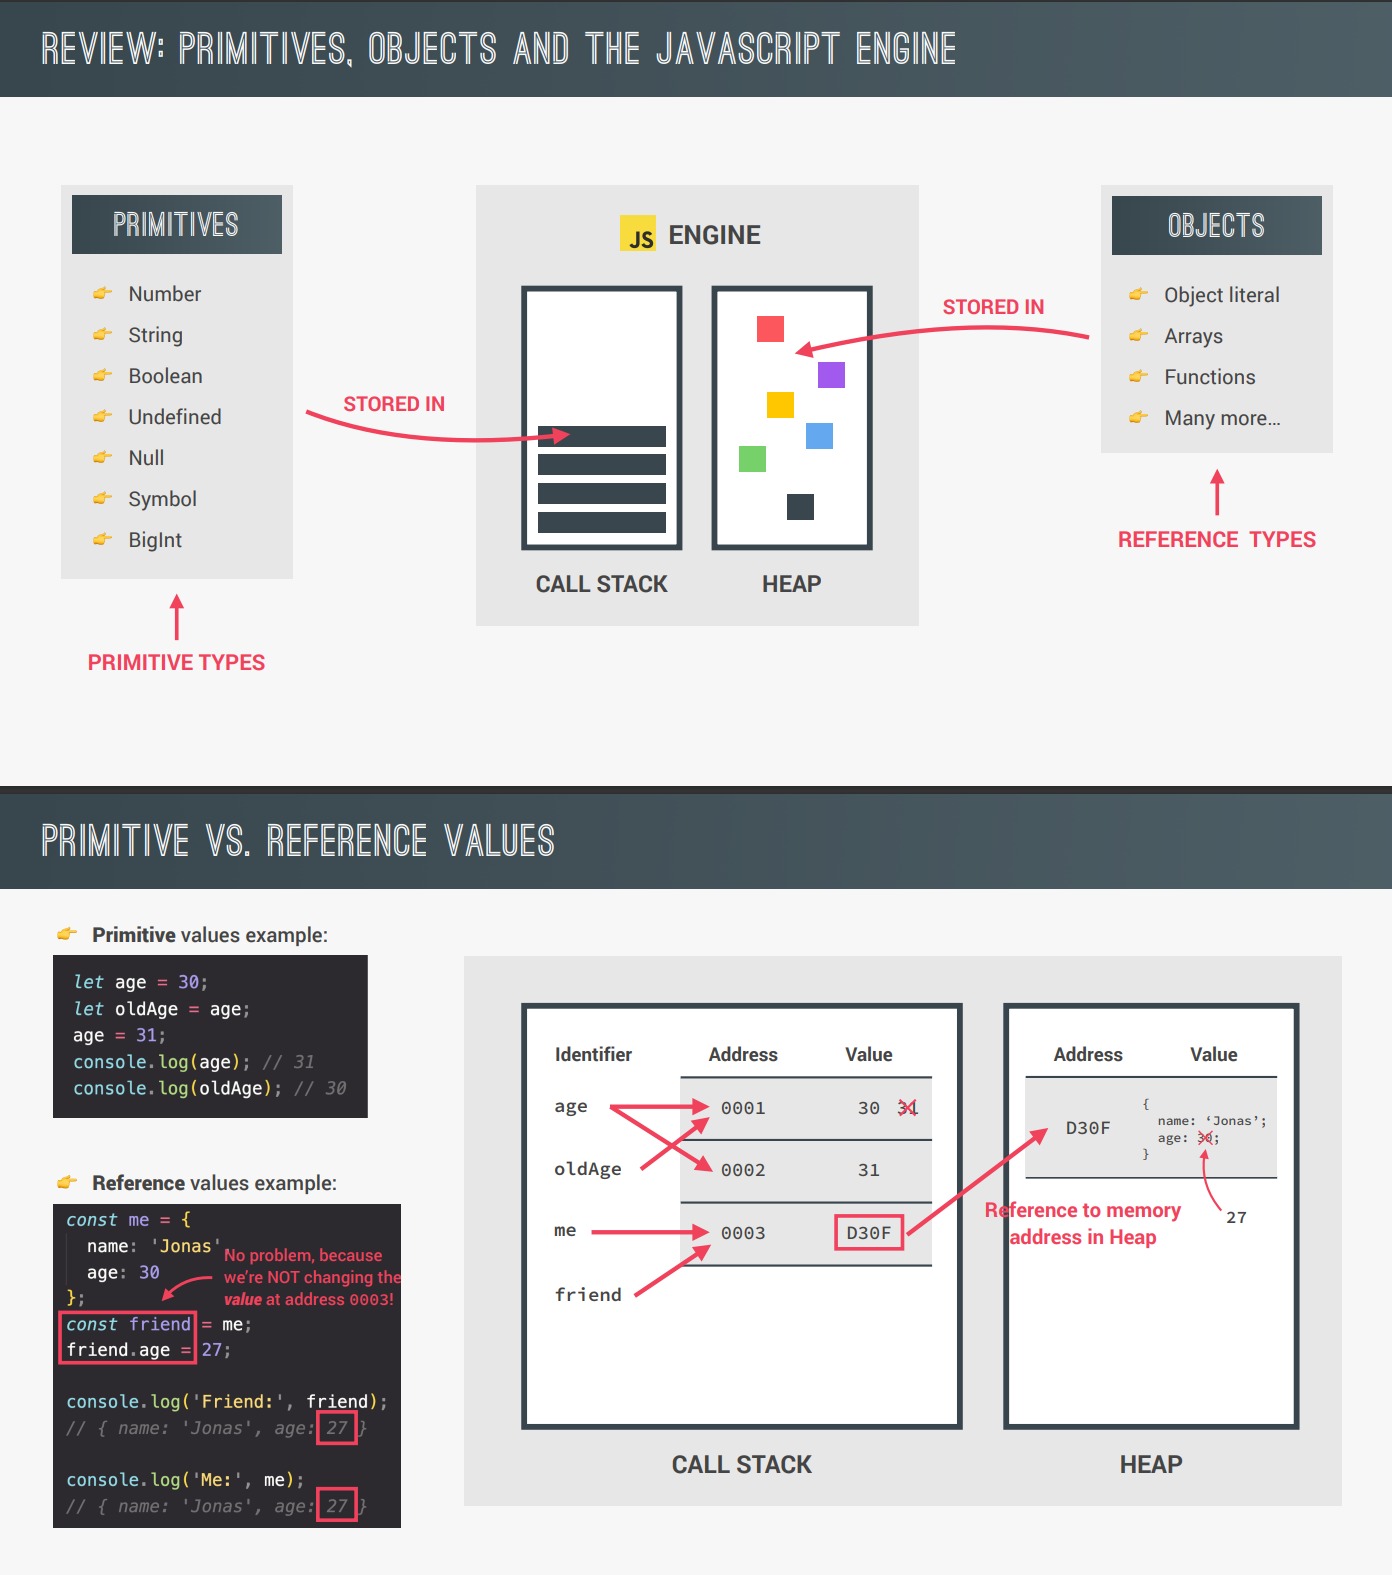 REVIEW: PRIMITIVES, OBJECTS AND THE JAVASCRIPT ENGINE
PRIMITIVES
Number
String
Boolean
Undefined
Null
Symbol
BigInt
PRIMITIVE TYPES
STORED IN
JS ENGINE
CALL STACK
HEAP
STORED IN
OBJECTS
Object literal
Arrays
Functions
Many more...
REFERENCE TYPES
PRIMITIVE VS. REFERENCE VALUES
Primitive values example:
let age = 30;
let oldAge = age;
age = 31;
console.log(age); // 31
console.log(oldAge); // 30
Reference values example:
const me = {
name: 'Jonas',
age: 30
};
No problem, because
we're NOT changing the
value at address 0003!
const friend = me;
friend.age = 27;
console.log('Friend:', friend);
// { name: 'Jonas', age: 27 }
console.log('Me:', me);
// { name: 'Jonas', age: 27 }
Identifier Address Value
age 0001 30 31
oldAge 0002 31
me 0003 D30F
friend
CALL STACK
Address Value
D30F
{
name: ‘Jonas’;
age: 30;
}
27
Reference to memory
address in Heap
HEAP